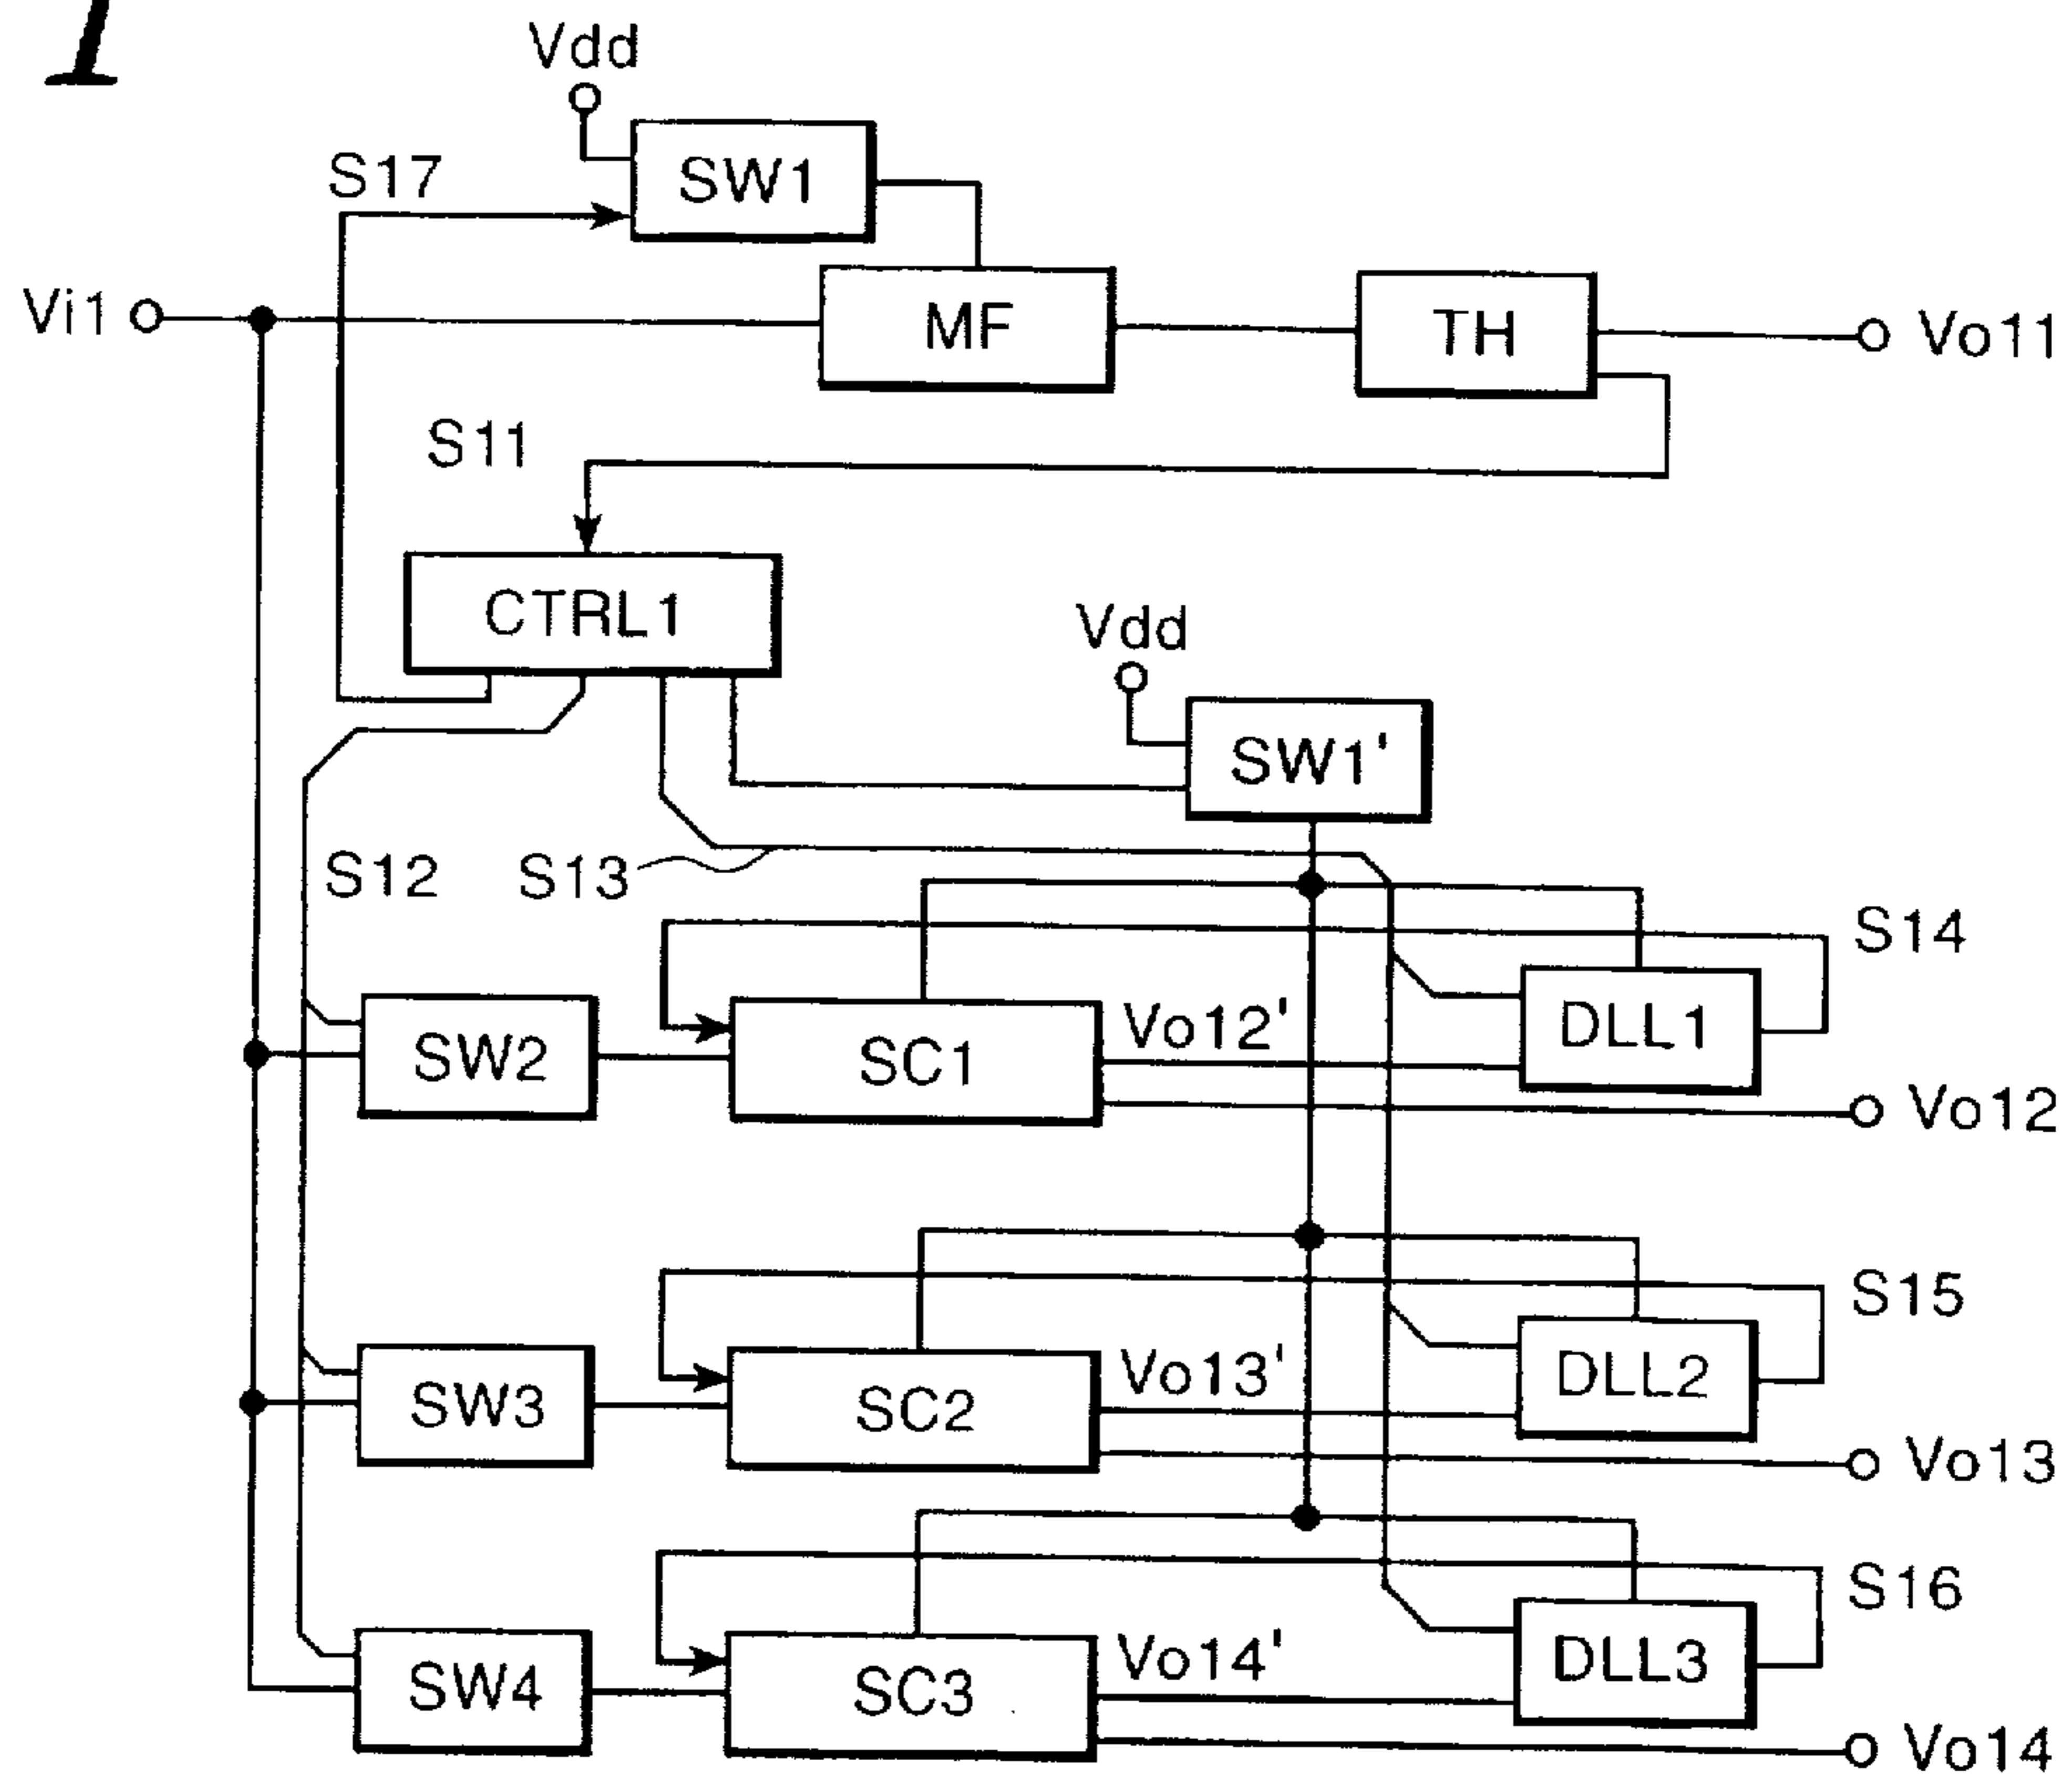 1
Vdd
S17
SW1
Vi1
MF
TH
Vo11
S11
CTRL1
Vdd
SW1'
S12
S13
S14
SW2
SC1
Vo12'
DLL1
Vo12
S15
SW3
SC2
Vo13'
DLL2
Vo13
S16
SW4
SC3
Vo14'
DLL3
Vo14